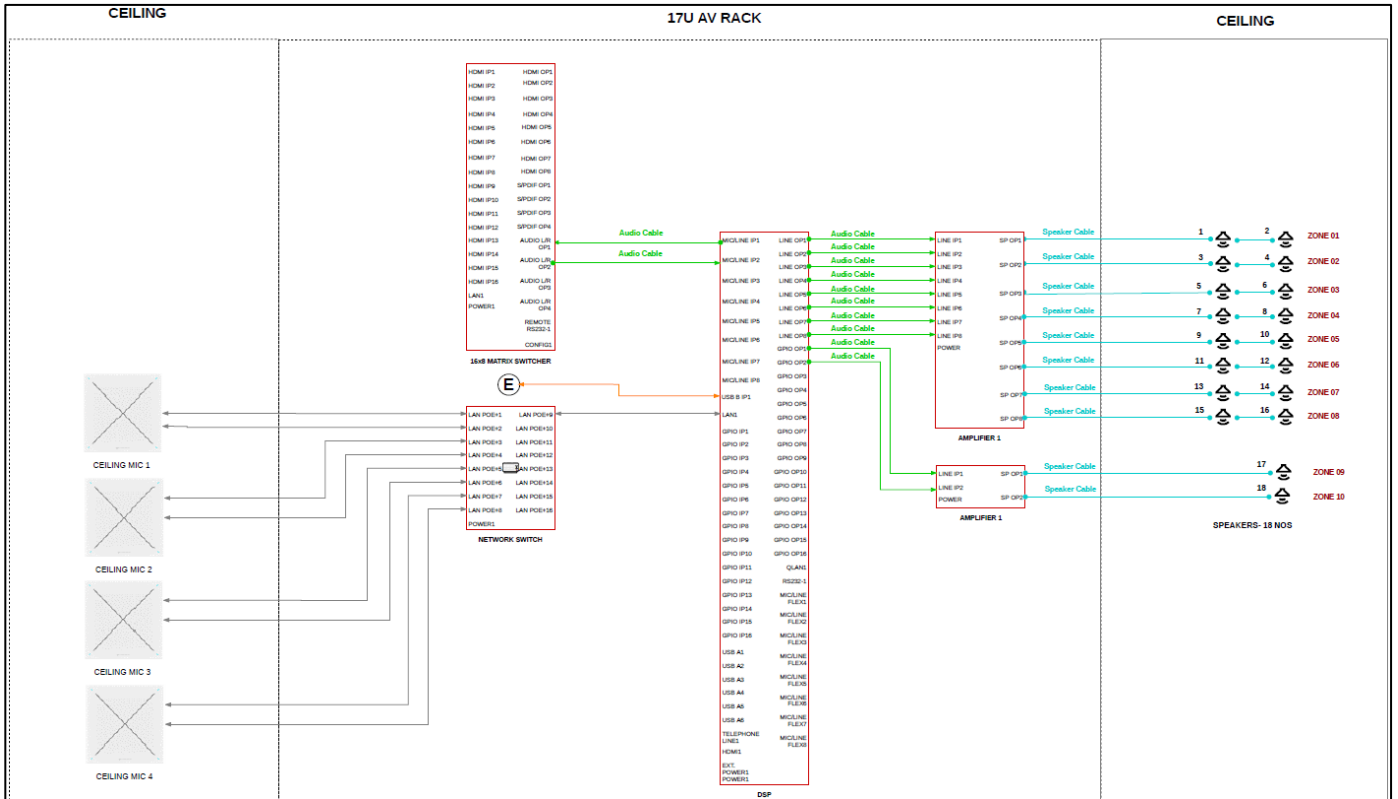 CEILING
17U AV RACK
CEILING
HDMI IP1
HDMI IP2
HDMI IP3
HDMI IP4
HDMI IP5
HDMI IP6
HDMI IP7
HDMI IP8
HDMI IP9
HDMI IP10
HDMI IP11
HDMI IP12
HDMI IP13
HDMI IP14
HDMI IP15
HDMI IP16
LAN1
POWER1
HDMI OP1
HDMI OP2
HDMI OP3
HDMI OP4
HDMI OP5
HDMI OP6
HDMI OP7
HDMI OP8
S/PDIF OP1
S/PDIF OP2
S/PDIF OP3
S/PDIF OP4
AUDIO L/R
OP1
AUDIO L/R
OP2
AUDIO L/R
OP3
AUDIO L/R
OP4
REMOTE
RS232-1
CONFIG1
16x8 MATRIX SWITCHER
E
LAN POE+1
LAN POE+2
LAN POE+3
LAN POE+4
LAN POE+5
LAN POE+6
LAN POE+7
LAN POE+8
POWER1
LAN POE+9
LAN POE+10
LAN POE+11
LAN POE+12
LAN POE+13
LAN POE+14
LAN POE+15
LAN POE+16
NETWORK SWITCH
CEILING MIC 1
CEILING MIC 2
CEILING MIC 3
CEILING MIC 4
Audio Cable
Audio Cable
MIC/LINE IP1
MIC/LINE IP2
MIC/LINE IP3
MIC/LINE IP4
MIC/LINE IP5
MIC/LINE IP6
MIC/LINE IP7
MIC/LINE IP8
USB B IP1
LAN1
GPIO IP1
GPIO IP2
GPIO IP3
GPIO IP4
GPIO IP5
GPIO IP6
GPIO IP7
GPIO IP8
GPIO IP9
GPIO IP10
GPIO IP11
GPIO IP12
GPIO IP13
GPIO IP14
GPIO IP15
GPIO IP16
USB A1
USB A2
USB A3
USB A4
USB A5
USB A6
TELEPHONE
LINE1
HDMI1
EXT.
POWER1
POWER1
LINE OP1
LINE OP2
LINE OP3
LINE OP4
LINE OP5
LINE OP6
LINE OP7
LINE OP8
GPIO OP1
GPIO OP2
GPIO OP3
GPIO OP4
GPIO OP5
GPIO OP6
GPIO OP7
GPIO OP8
GPIO OP9
GPIO OP10
GPIO OP11
GPIO OP12
GPIO OP13
GPIO OP14
GPIO OP15
GPIO OP16
QLAN1
RS232-1
MIC/LINE
FLEX1
MIC/LINE
FLEX2
MIC/LINE
FLEX3
MIC/LINE
FLEX4
MIC/LINE
FLEX5
MIC/LINE
FLEX6
MIC/LINE
FLEX7
MIC/LINE
FLEX8
DSP
Audio Cable
Audio Cable
Audio Cable
Audio Cable
Audio Cable
Audio Cable
Audio Cable
Audio Cable
Audio Cable
Audio Cable
LINE IP1
LINE IP2
LINE IP3
LINE IP4
LINE IP5
LINE IP6
LINE IP7
LINE IP8
POWER
SP OP1
SP OP2
SP OP3
SP OP4
SP OP5
SP OP6
SP OP7
SP OP8
AMPLIFIER 1
LINE IP1
LINE IP2
POWER
SP OP1
SP OP2
AMPLIFIER 1
Speaker Cable 1 2 ZONE 01
Speaker Cable 3 4 ZONE 02
Speaker Cable 5 6 ZONE 03
Speaker Cable 7 8 ZONE 04
Speaker Cable 9 10 ZONE 05
Speaker Cable 11 12 ZONE 06
Speaker Cable 13 14 ZONE 07
Speaker Cable 15 16 ZONE 08
Speaker Cable 17 ZONE 09
Speaker Cable 18 ZONE 10
SPEAKERS- 18 NOS